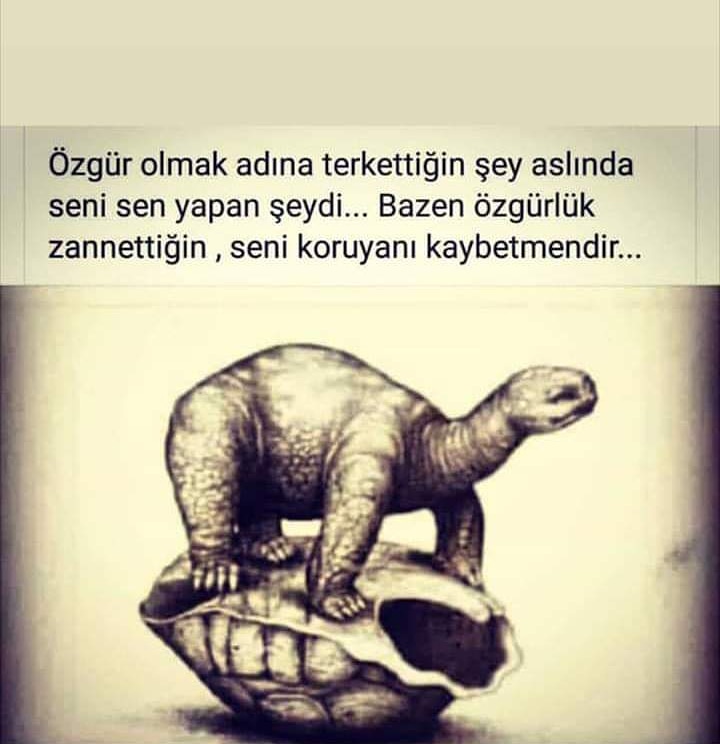 Özgür olmak adına terkettiğin şey aslında
seni sen yapan şeydi... Bazen özgürlük
zannettiğin , seni koruyanı kaybetmendir...